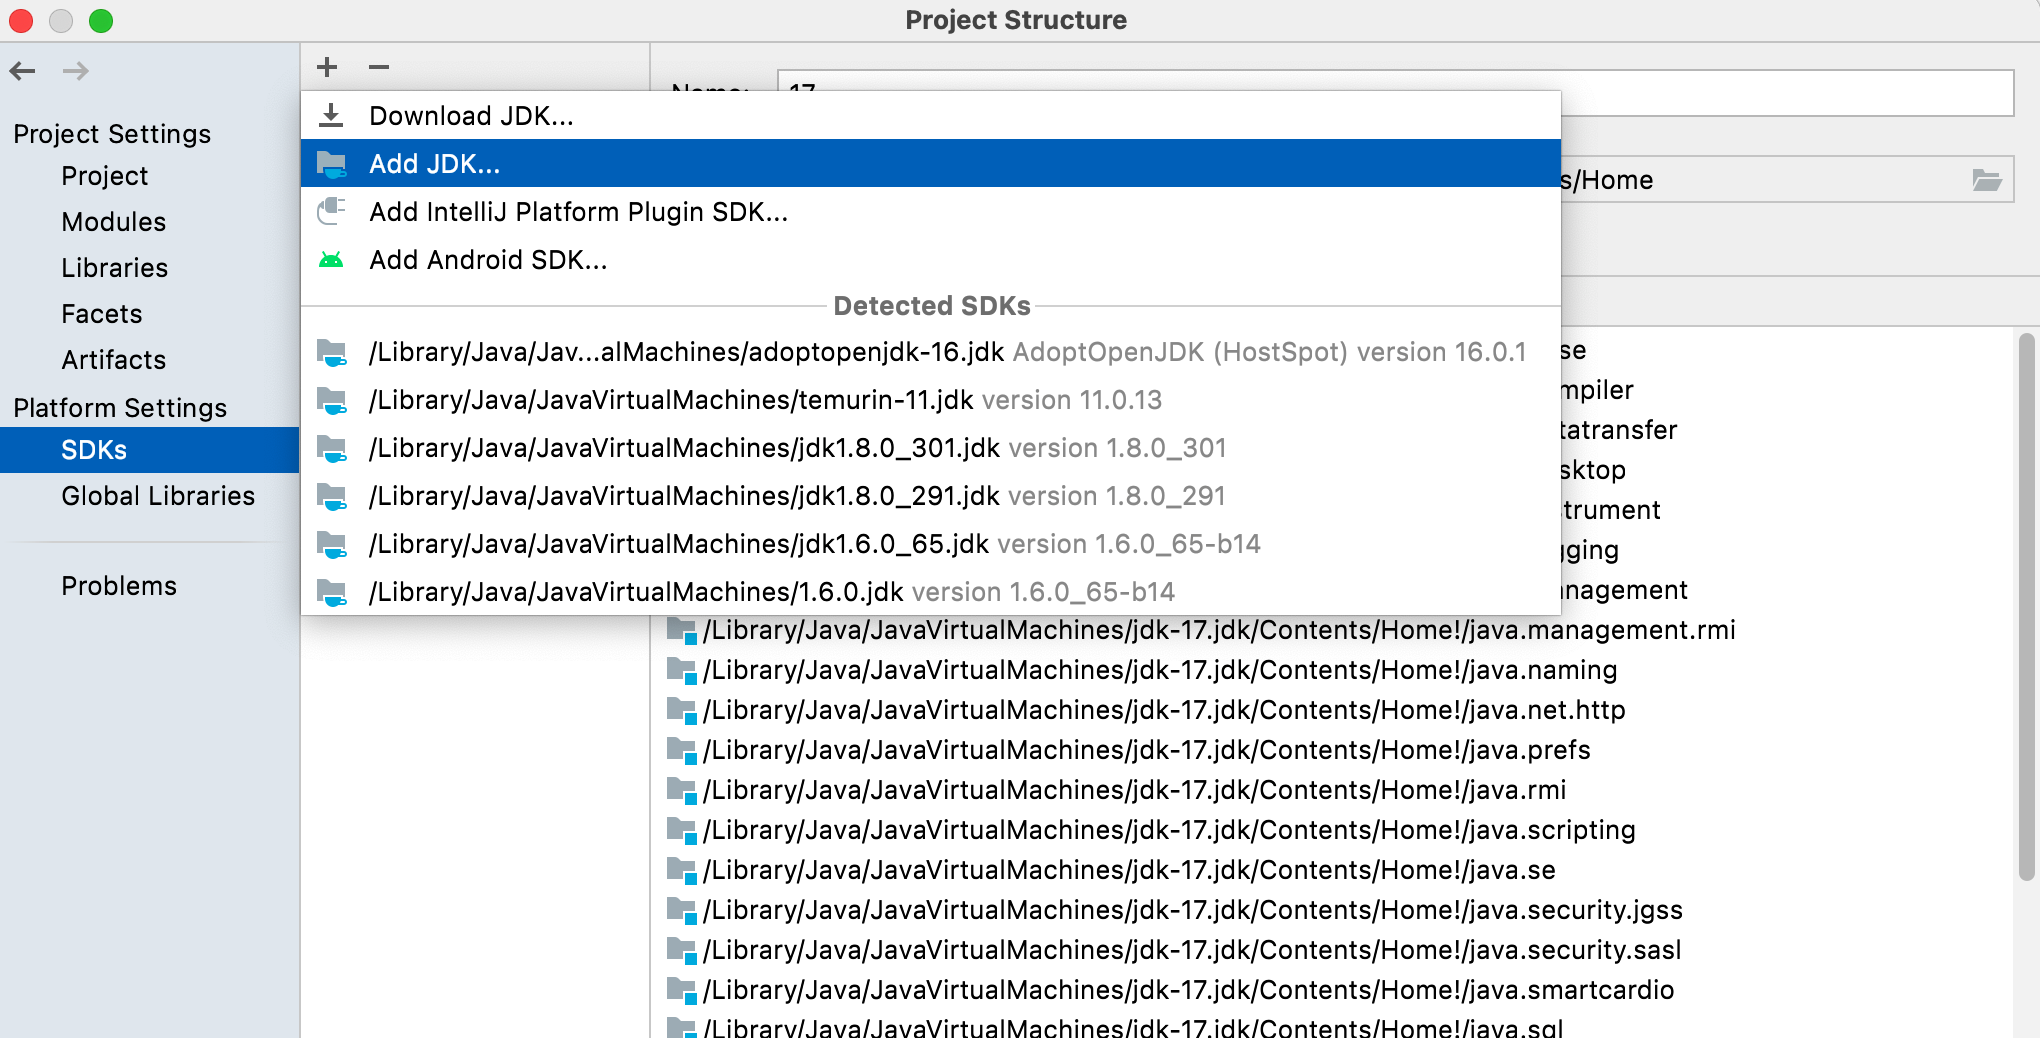 Project Structure
Project Settings
Project
Modules
Libraries
Facets
Artifacts
Platform Settings
SDKs
Global Libraries
Problems
Name: 17
Download JDK...
Add JDK...
Add IntelliJ Platform Plugin SDK...
Add Android SDK...
Detected SDKs
/Library/Java/Jav...alMachines/adoptopenjdk-16.jdk AdoptOpenJDK (HostSpot) version 16.0.1
/Library/Java/JavaVirtualMachines/temurin-11.jdk version 11.0.13
/Library/Java/JavaVirtualMachines/jdk1.8.0_301.jdk version 1.8.0_301
/Library/Java/JavaVirtualMachines/jdk1.8.0_291.jdk version 1.8.0_291
/Library/Java/JavaVirtualMachines/jdk1.6.0_65.jdk version 1.6.0_65-b14
/Library/Java/JavaVirtualMachines/1.6.0.jdk version 1.6.0_65-b14
s/Home
se
mpiler
tatransfer
sktop
strument
gging
anagement
/Library/Java/JavaVirtualMachines/jdk-17.jdk/Contents/Home!/java.management.rmi
/Library/Java/JavaVirtualMachines/jdk-17.jdk/Contents/Home!/java.naming
/Library/Java/JavaVirtualMachines/jdk-17.jdk/Contents/Home!/java.net.http
/Library/Java/JavaVirtualMachines/jdk-17.jdk/Contents/Home!/java.prefs
/Library/Java/JavaVirtualMachines/jdk-17.jdk/Contents/Home!/java.rmi
/Library/Java/JavaVirtualMachines/jdk-17.jdk/Contents/Home!/java.scripting
/Library/Java/JavaVirtualMachines/jdk-17.jdk/Contents/Home!/java.se
/Library/Java/JavaVirtualMachines/jdk-17.jdk/Contents/Home!/java.security.jgss
/Library/Java/JavaVirtualMachines/jdk-17.jdk/Contents/Home!/java.security.sasl
/Library/Java/JavaVirtualMachines/jdk-17.jdk/Contents/Home!/java.smartcardio
/Library/Java/JavaVirtualMachines/jdk-17.jdk/Contents/Home!/java.sql